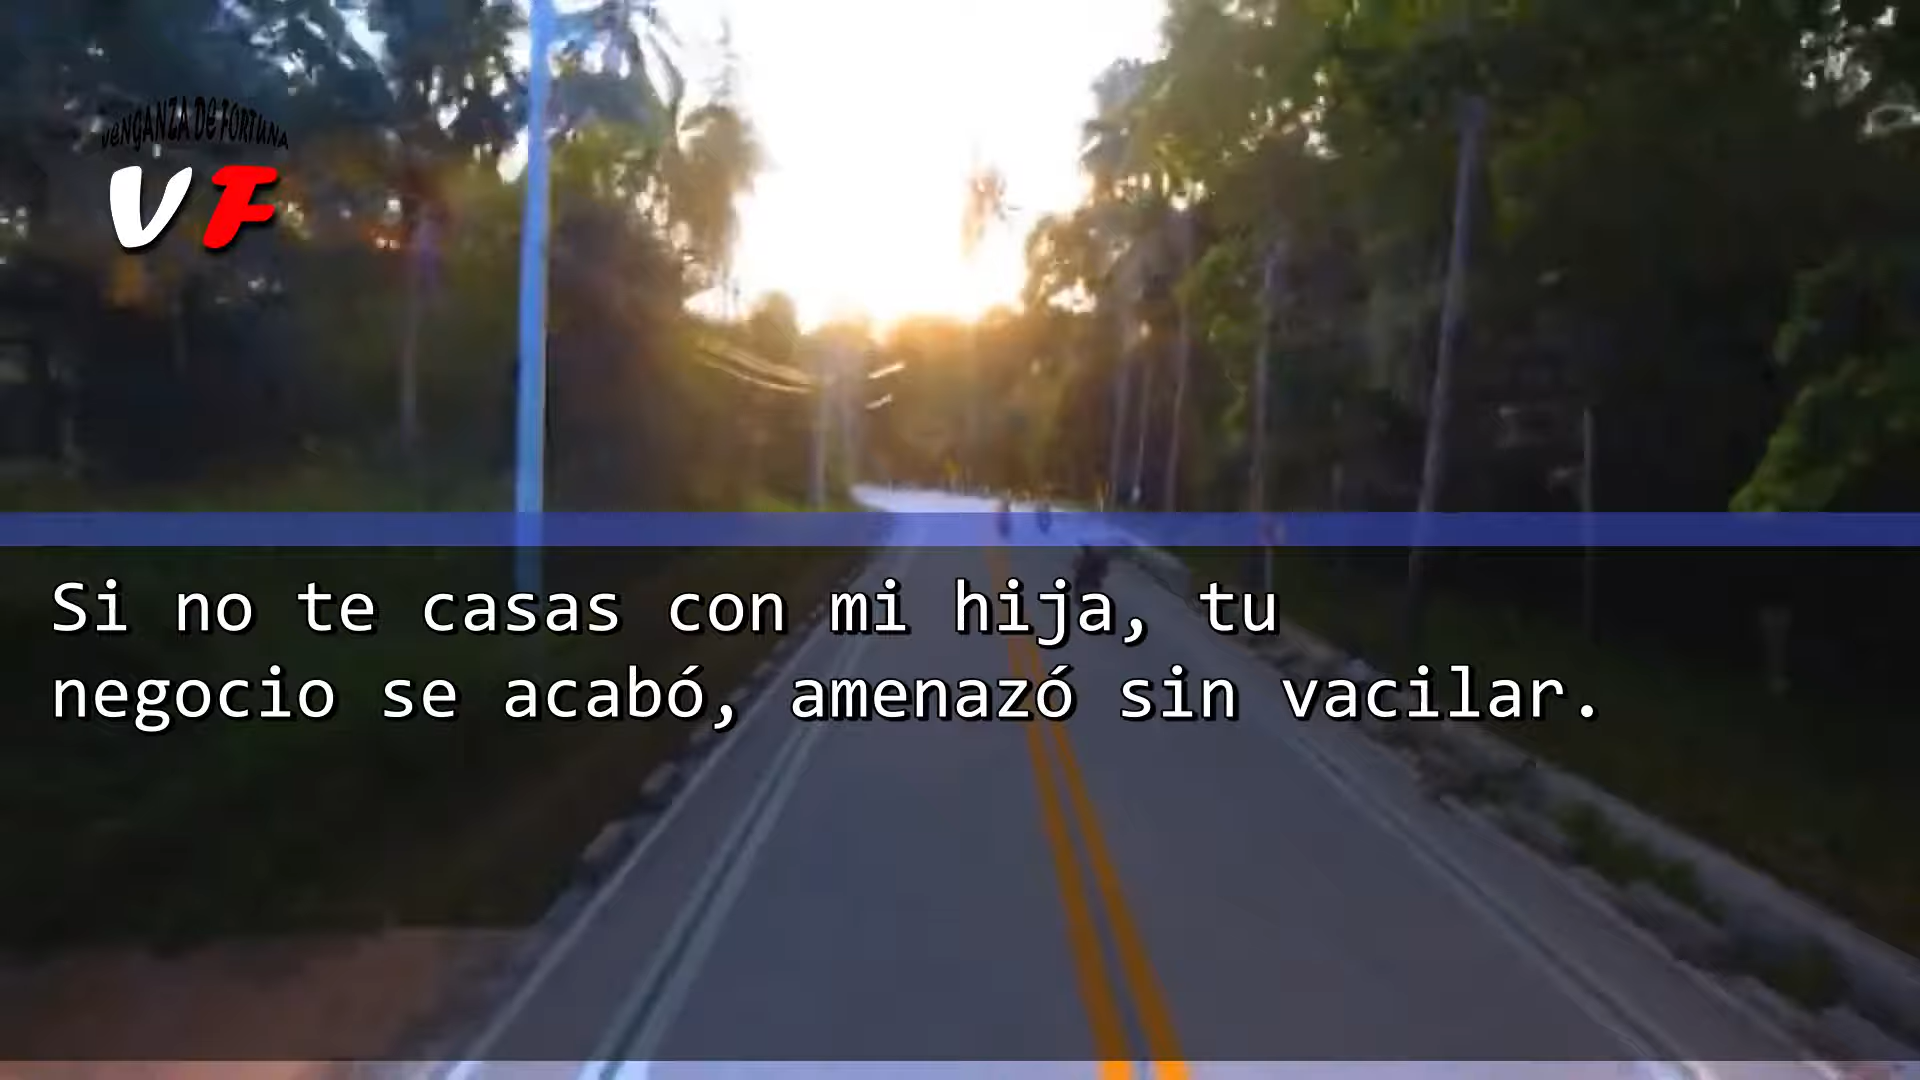 VENGANZA DE FORTUNA
VF
Si no te casas con mi hija, tu
negocio se acabó, amenazó sin vacilar.